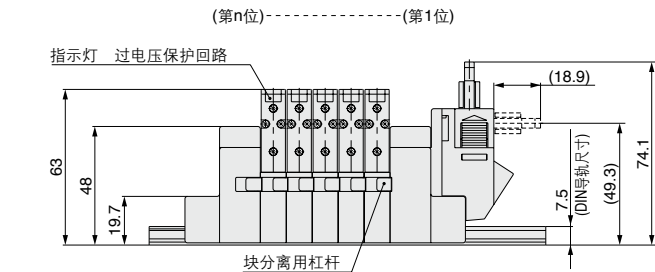 (第n位)----------------(第1位)
指示灯 过电压保护回路
(18.9)
63
48
19.7
7.5
(DIN导轨尺寸)
(49.3)
74.1
块分离用杠杆